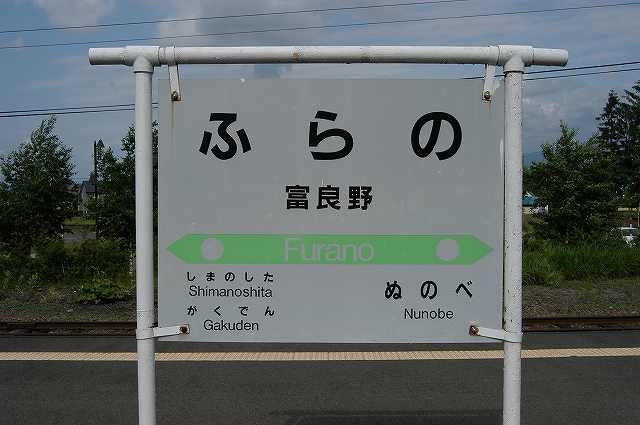 ふらの
富良野
Furano
しまのした
Shimanoshita
がくでん
Gakuden
ぬのべ
Nunobe